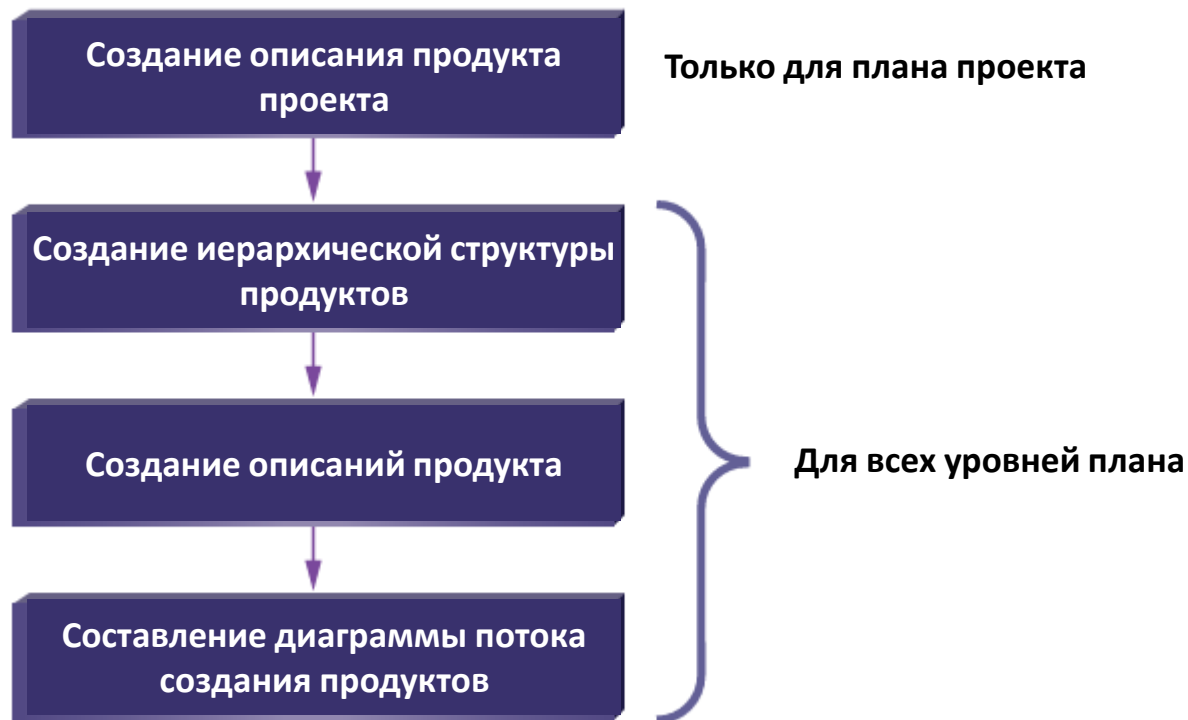 Создание описания продукта
проекта
Только для плана проекта
Создание иерархической структуры
продуктов
Создание описаний продукта
Для всех уровней плана
Составление диаграммы потока
создания продуктов